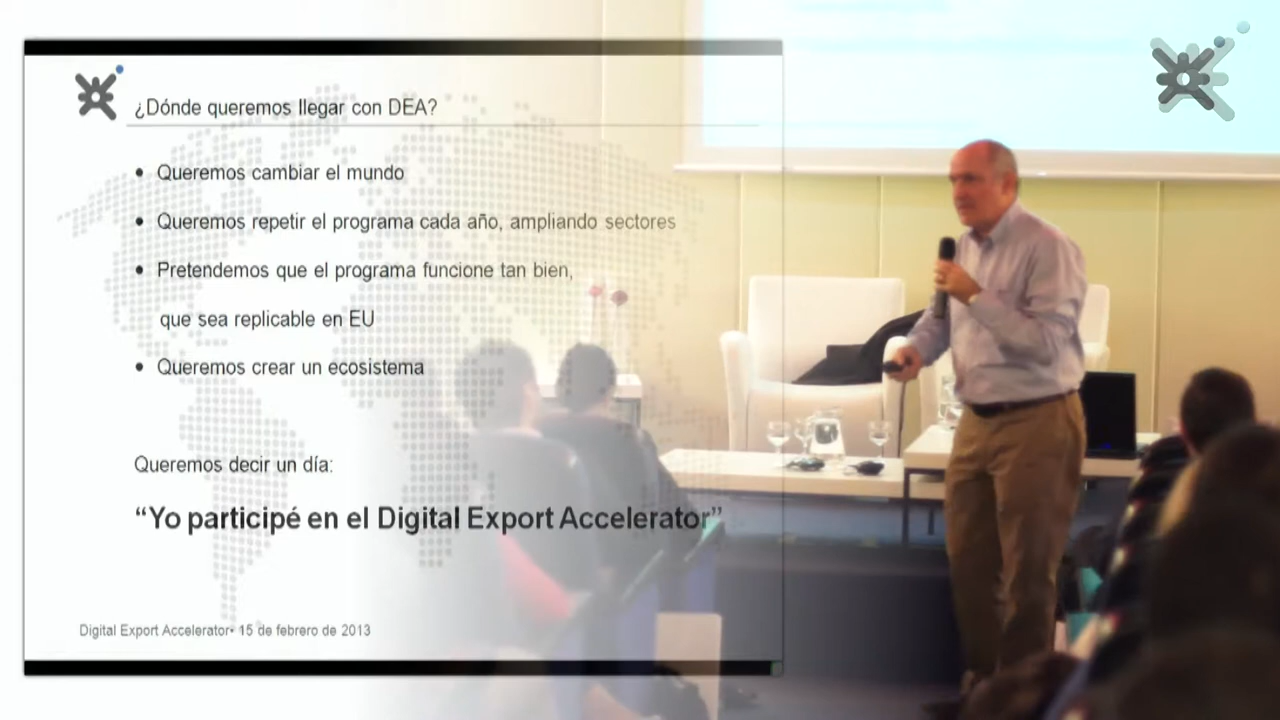 ¿Dónde queremos llegar con DEA?
• Queremos cambiar el mundo
• Queremos repetir el programa cada año, ampliando sectores
• Pretendemos que el programa funcione tan bien,
que sea replicable en EU
• Queremos crear un ecosistema
Queremos decir un día:
“Yo participé en el Digital Export Accelerator”
Digital Export Accelerator• 15 de febrero de 2013